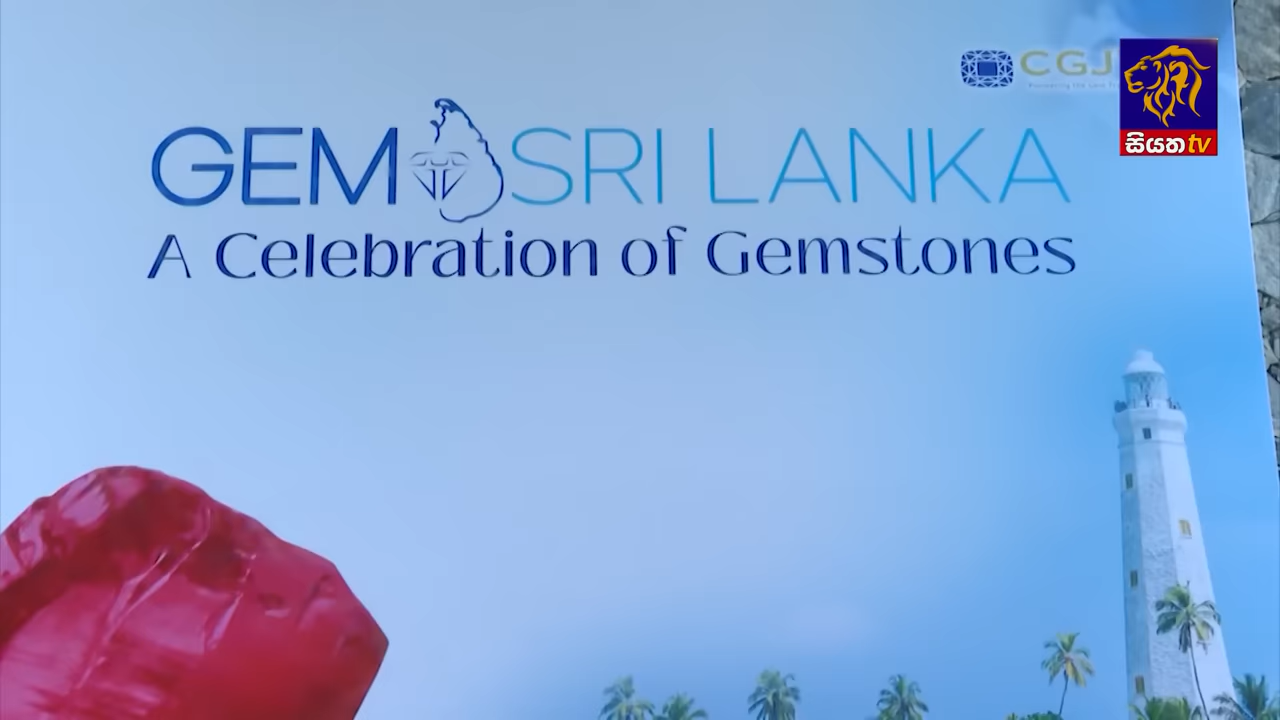 CGJ
සියත tv
GEM SRI LANKA
A Celebration of Gemstones